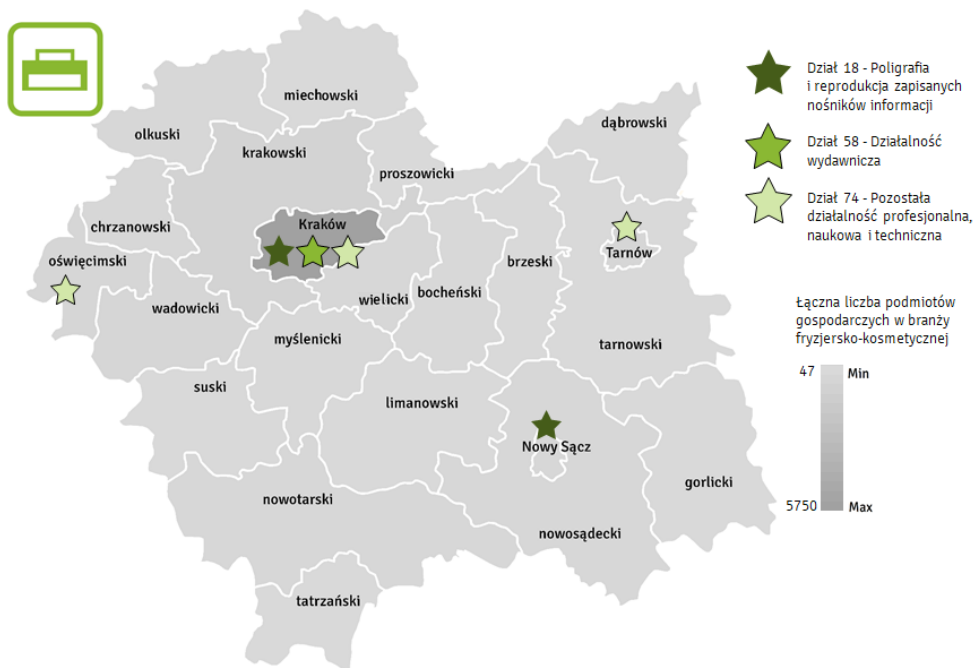 miechowski
olkuski
dąbrowski
krakowski
proszowicki
chrzanowski
Kraków
oświęcimski
Tarnów
brzeski
bocheński
wielicki
wadowicki
myślenicki
tarnowski
suski
limanowski
Nowy Sącz
gorlicki
nowotarski
nowosądecki
tatrzański
Dział 18 - Poligrafia
i reprodukcja zapisanych
nośników informacji
Dział 58 - Działalność
wydawnicza
Dział 74 - Pozostała
działalność profesjonalna,
naukowa i techniczna
Łączna liczba podmiotów
gospodarczych w branży
fryzjersko-kosmetycznej
47 Min
5750 Max